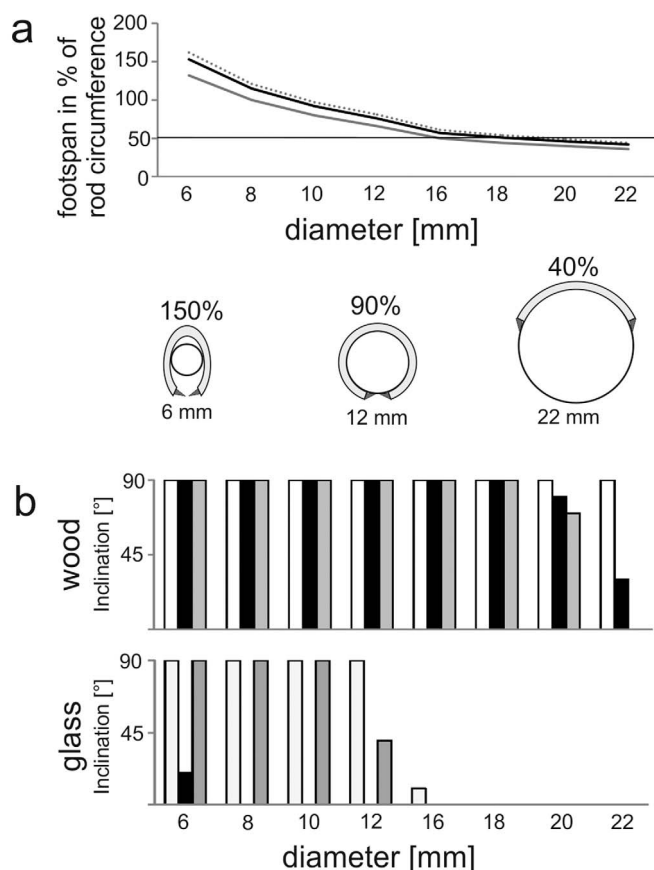 a
footspan in % of
rod circumference
200
150
100
50
0
6 8 10 12 16 18 20 22
diameter [mm]
150%
90%
40%
6 mm
12 mm
22 mm
b
wood
Inclination [°]
90
45
glass
Inclination [°]
90
45
6 8 10 12 16 18 20 22
diameter [mm]